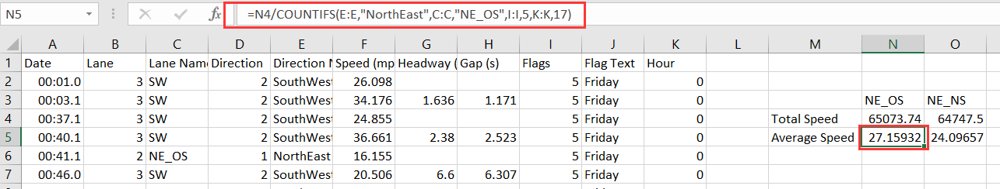 N5 fx =N4/COUNTIFS(E:E,"NorthEast",C:C,"NE_OS",I:I,5,K:K,17)
A B C D E F G H I J K L M N O
1 Date Lane Lane Name Direction Direction N Speed (mp Headway ( Gap (s) Flags Flag Text Hour
2 00:01.0 3 SW 2 SouthWest 26.098 5 Friday 0
3 00:03.1 3 SW 2 SouthWest 34.176 1.636 1.171 5 Friday 0 NE_OS NE_NS
4 00:37.1 3 SW 2 SouthWest 24.855 5 Friday 0 Total Speed 65073.74 64747.5
5 00:40.1 3 SW 2 SouthWest 36.661 2.38 2.523 5 Friday 0 Average Speed 27.15932 24.09657
6 00:41.1 2 NE_OS 1 NorthEast 16.155 5 Friday 0
7 00:46.0 3 SW 2 SouthWest 20.506 6.6 6.307 5 Friday 0